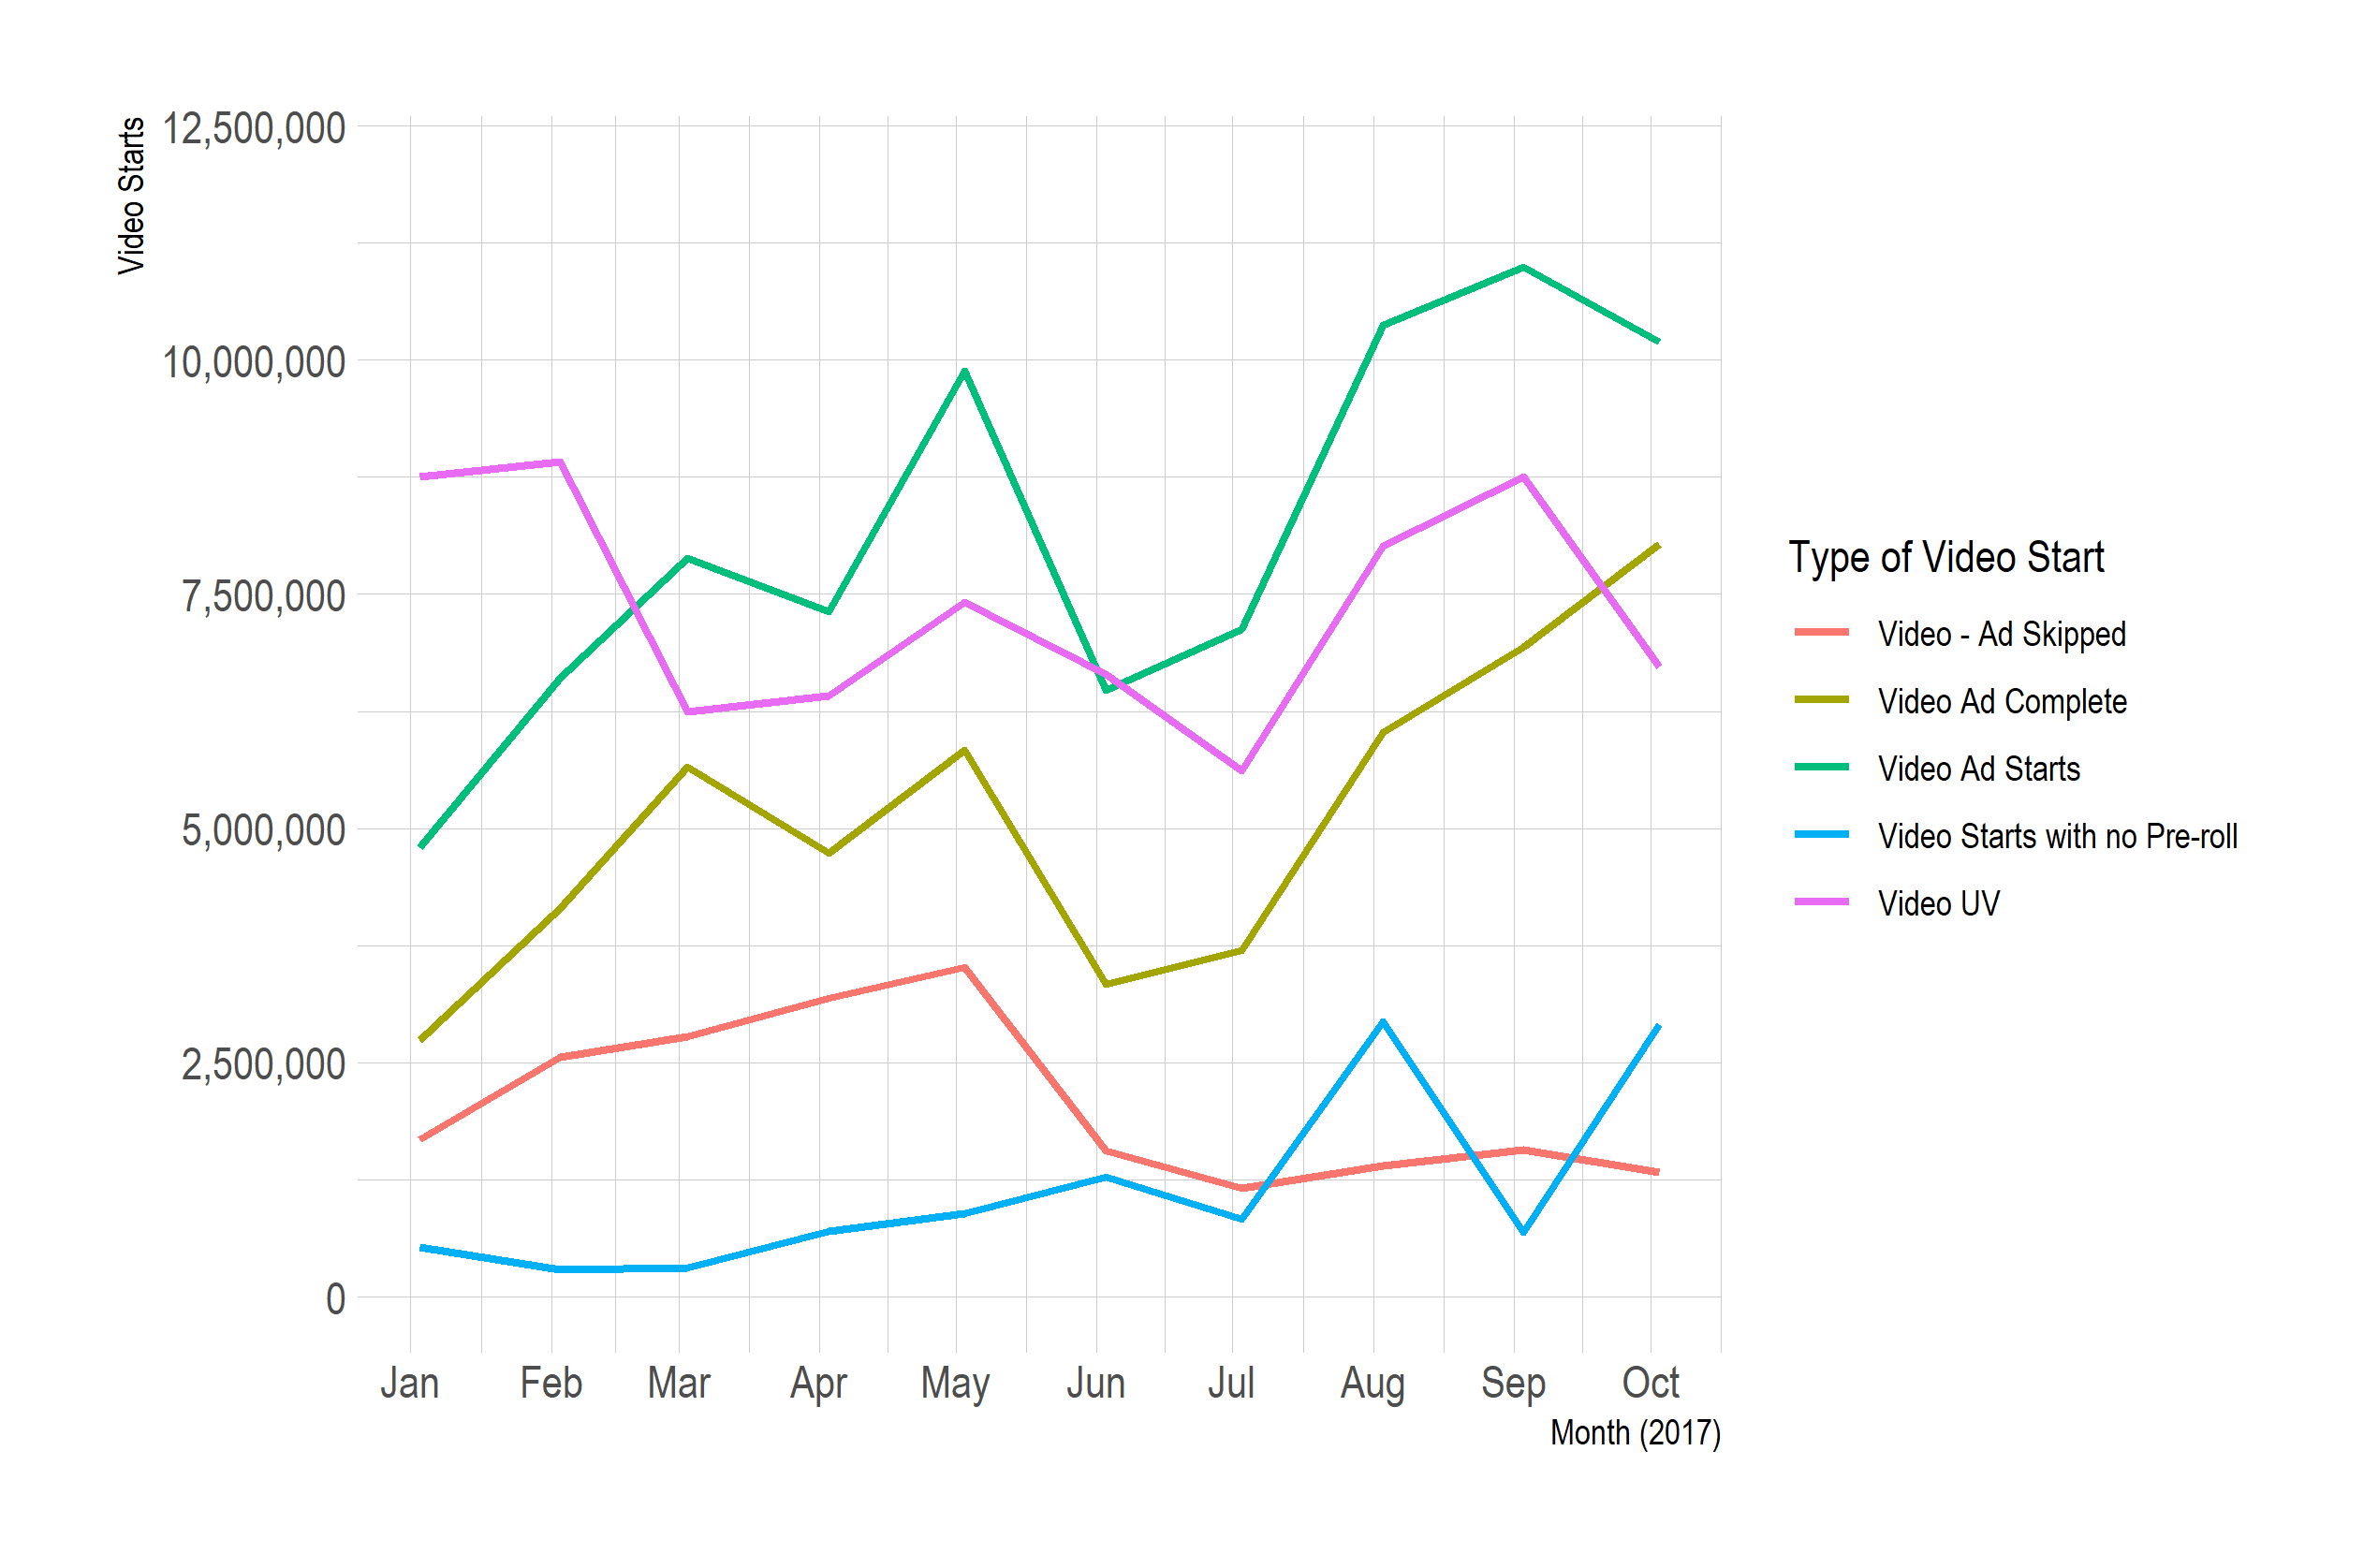 Video Starts
12,500,000
10,000,000
7,500,000
5,000,000
2,500,000
0
Jan Feb Mar Apr May Jun Jul Aug Sep Oct
Month (2017)
Type of Video Start
Video - Ad Skipped
Video Ad Complete
Video Ad Starts
Video Starts with no Pre-roll
Video UV